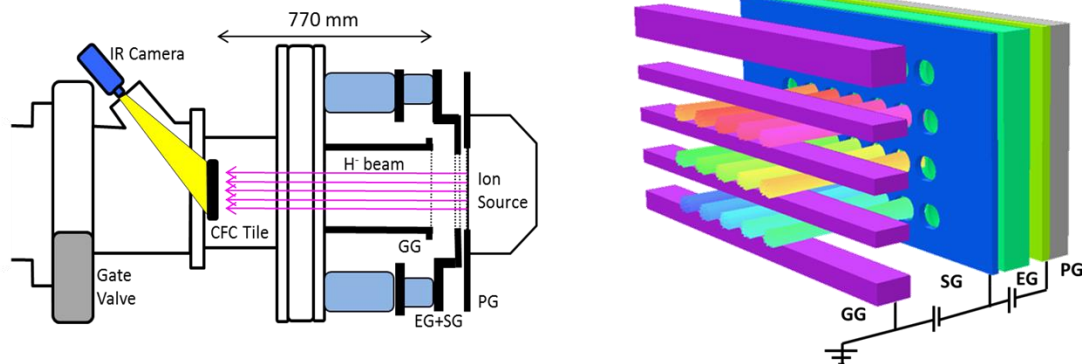 770 mm
IR Camera
H- beam
Ion
Source
CFC Tile
GG
Gate
Valve
PG
EG+SG
PG
EG
SG
GG